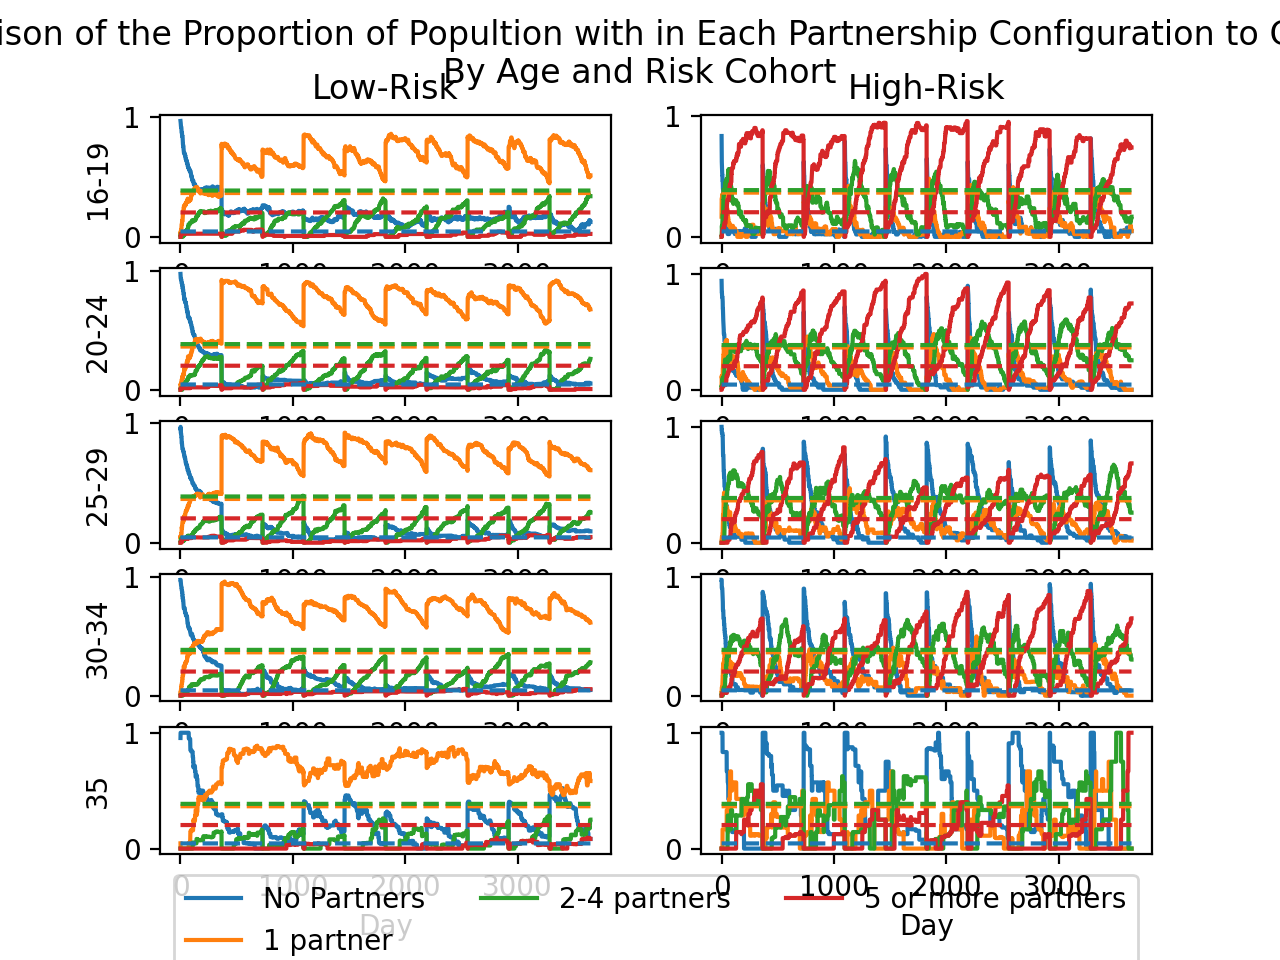 ison of the Proportion of Popultion with in Each Partnership Configuration to
By Age and Risk Cohort
Low-Risk High-Risk
1 1
16-19
0 0
1 1
20-24
0 0
1 1
25-29
0 0
1 1
30-34
0 0
1 1
35
0 0
0 1000 2000 3000 0 1000 2000 3000
No Partners 2-4 partners 5 or more partners
Day Day
1 partner